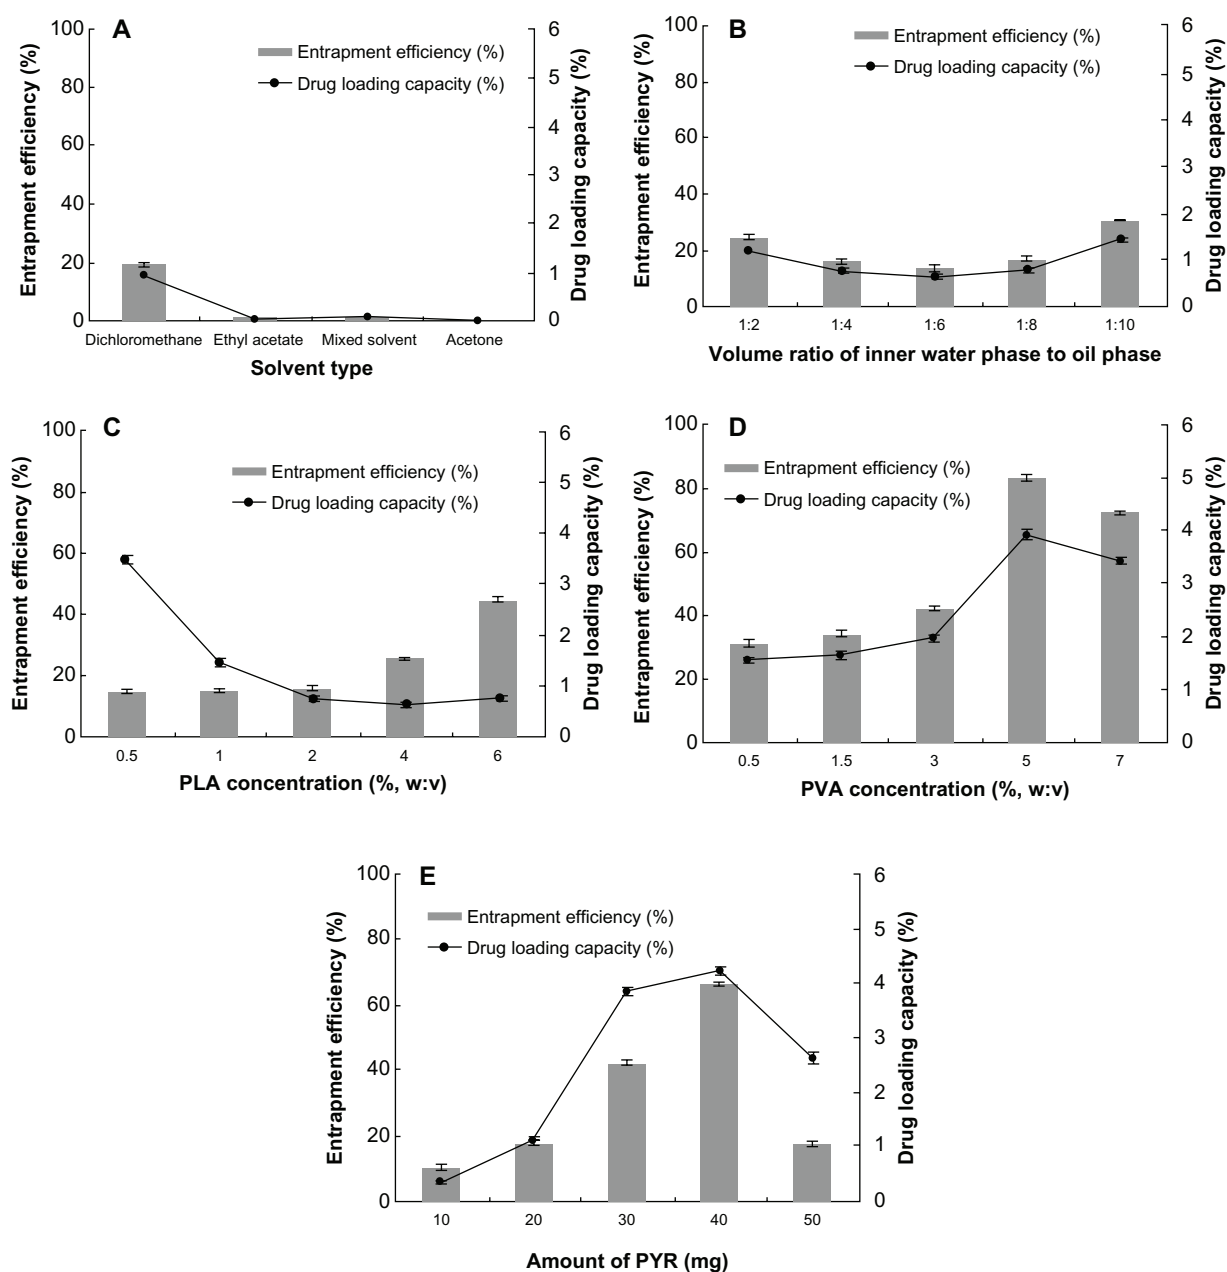 A
Entrapment efficiency (%)
Drug loading capacity (%)
Entrapment efficiency (%)
100
80
60
40
20
0
6
5
4
3
2
1
0
Drug loading capacity (%)
Dichloromethane Ethyl acetate Mixed solvent Acetone
Solvent type
B
Entrapment efficiency (%)
Drug loading capacity (%)
Entrapment efficiency (%)
100
80
60
40
20
0
6
5
4
3
2
1
0
Drug loading capacity (%)
1:2 1:4 1:6 1:8 1:10
Volume ratio of inner water phase to oil phase
C
Entrapment efficiency (%)
Drug loading capacity (%)
Entrapment efficiency (%)
100
80
60
40
20
0
6
5
4
3
2
1
0
Drug loading capacity (%)
0.5 1 2 4 6
PLA concentration (%, w:v)
D
Entrapment efficiency (%)
Drug loading capacity (%)
Entrapment efficiency (%)
100
80
60
40
20
0
6
5
4
3
2
1
0
Drug loading capacity (%)
0.5 1.5 3 5 7
PVA concentration (%, w:v)
E
Entrapment efficiency (%)
Drug loading capacity (%)
Entrapment efficiency (%)
100
80
60
40
20
0
6
5
4
3
2
1
0
Drug loading capacity (%)
10 20 30 40 50
Amount of PYR (mg)